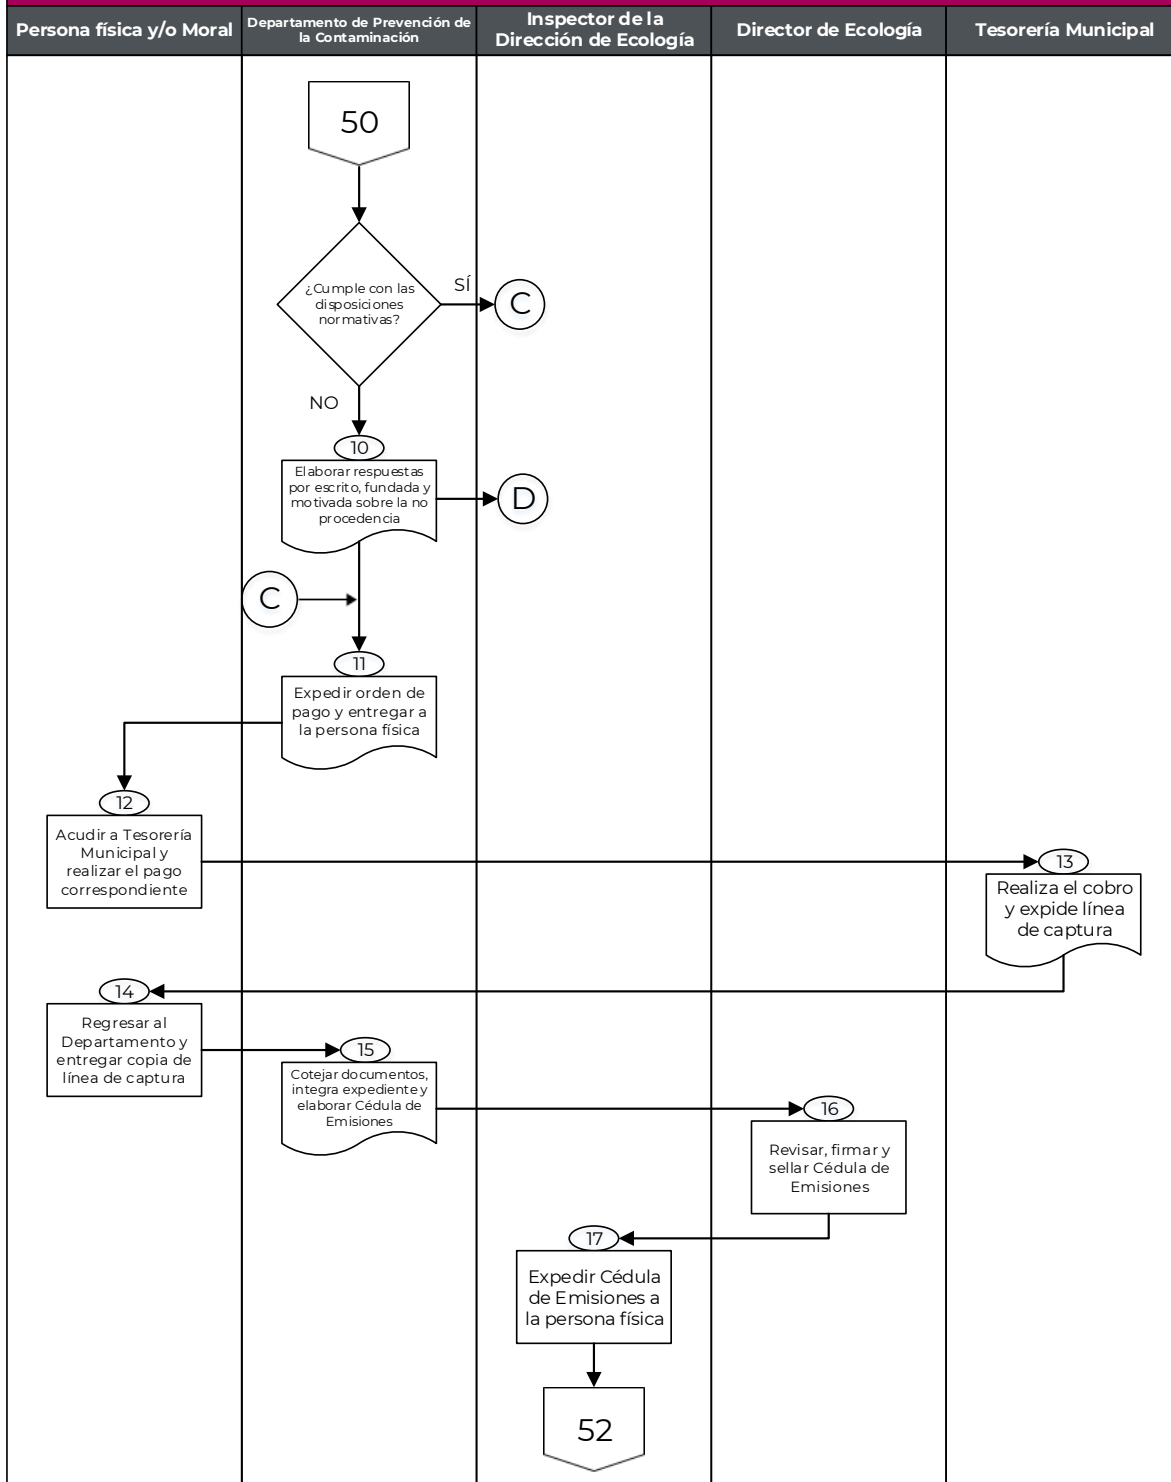 Persona física y/o Moral
Departamento de Prevención de
la Contaminación
Inspector de la
Dirección de Ecología
Director de Ecología
Tesorería Municipal
50
¿Cumple con las
disposiciones
normativas?
SÍ
C
NO
10
Elaborar respuestas
por escrito, fundada y
motivada sobre la no
procedencia
D
C
11
Expedir orden de
pago y entregar a
la persona física
12
Acudir a Tesorería
Municipal y
realizar el pago
correspondiente
13
Realiza el cobro
y expide línea
de captura
14
Regresar al
Departamento y
entregar copia de
línea de captura
15
Cotejar documentos,
integra expediente y
elaborar Cédula de
Emisiones
16
Revisar, firmar y
sellar Cédula de
Emisiones
17
Expedir Cédula
de Emisiones a
la persona física
52